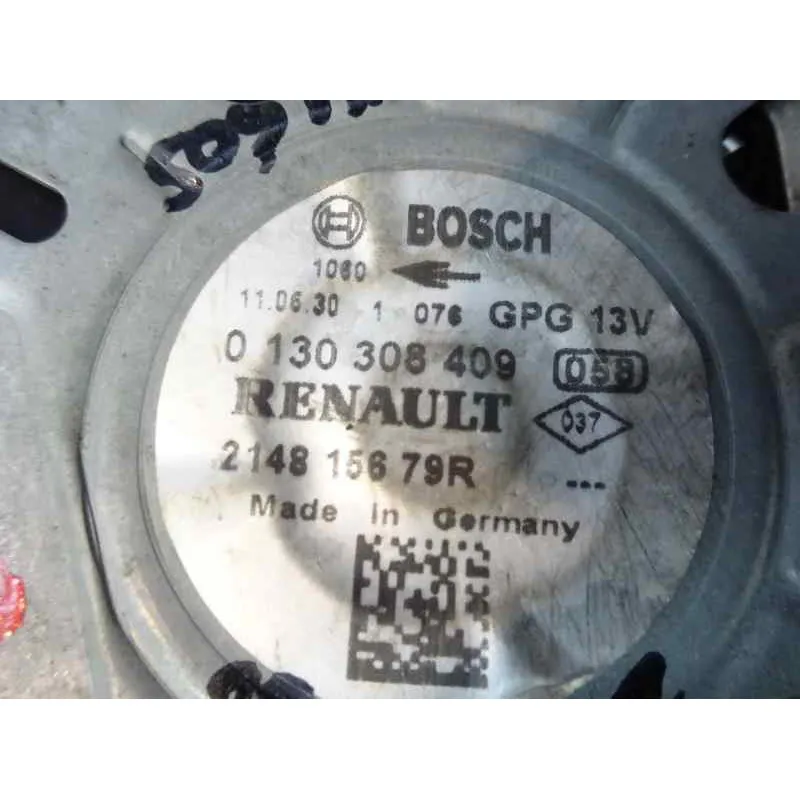 BOSCH
1060
11.06.30 1 076 GPG 13V
0 130 308 409 058
RENAULT 037
2148 156 79R ---
Made in Germany